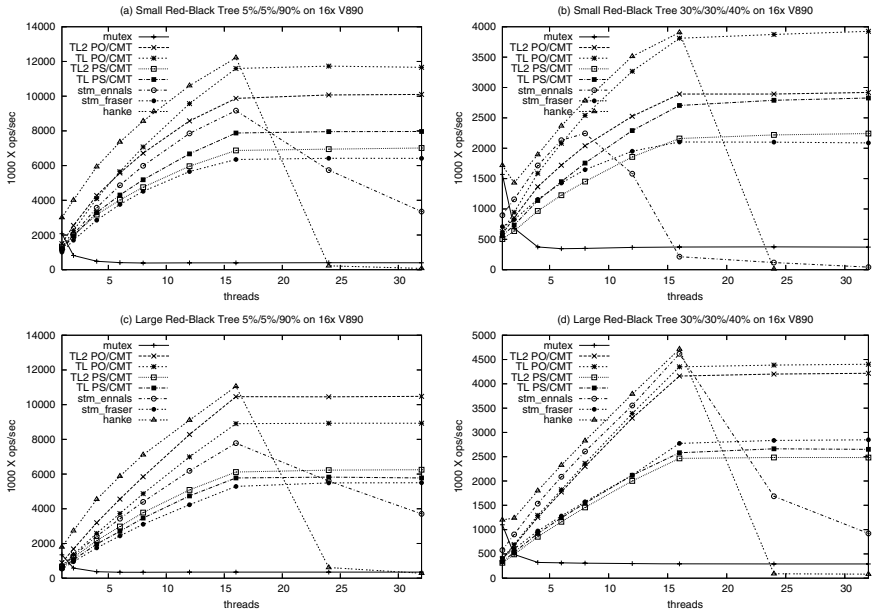 (a) Small Red-Black Tree 5%/5%/90% on 16x V890
14000
12000
10000
8000
6000
4000
2000
0
1000 X ops/sec
mutex
TL2 PO/CMT
TL PO/CMT
TL2 PS/CMT
TL PS/CMT
stm_ennals
stm_fraser
hanke
5
10
15
20
25
30
threads
(b) Small Red-Black Tree 30%/30%/40% on 16x V890
4000
3500
3000
2500
2000
1500
1000
500
0
1000 X ops/sec
mutex
TL2 PO/CMT
TL PO/CMT
TL2 PS/CMT
TL PS/CMT
stm_ennals
stm_fraser
hanke
5
10
15
20
25
30
threads
(c) Large Red-Black Tree 5%/5%/90% on 16x V890
14000
12000
10000
8000
6000
4000
2000
0
1000 X ops/sec
mutex
TL2 PO/CMT
TL PO/CMT
TL2 PS/CMT
TL PS/CMT
stm_ennals
stm_fraser
hanke
5
10
15
20
25
30
threads
(d) Large Red-Black Tree 30%/30%/40% on 16x V890
5000
4500
4000
3500
3000
2500
2000
1500
1000
500
0
1000 X ops/sec
mutex
TL2 PO/CMT
TL PO/CMT
TL2 PS/CMT
TL PS/CMT
stm_ennals
stm_fraser
hanke
5
10
15
20
25
30
threads